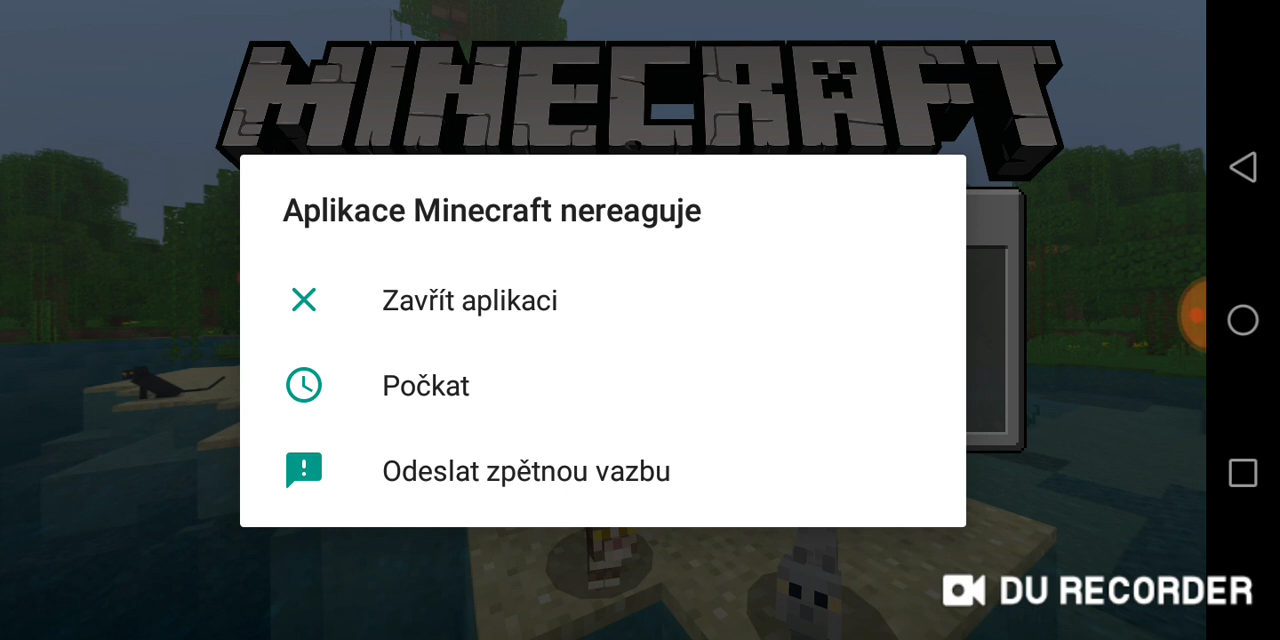 MINECRAFT
Aplikace Minecraft nereaguje
Zavřít aplikaci
Počkat
Odeslat zpětnou vazbu
DU RECORDER